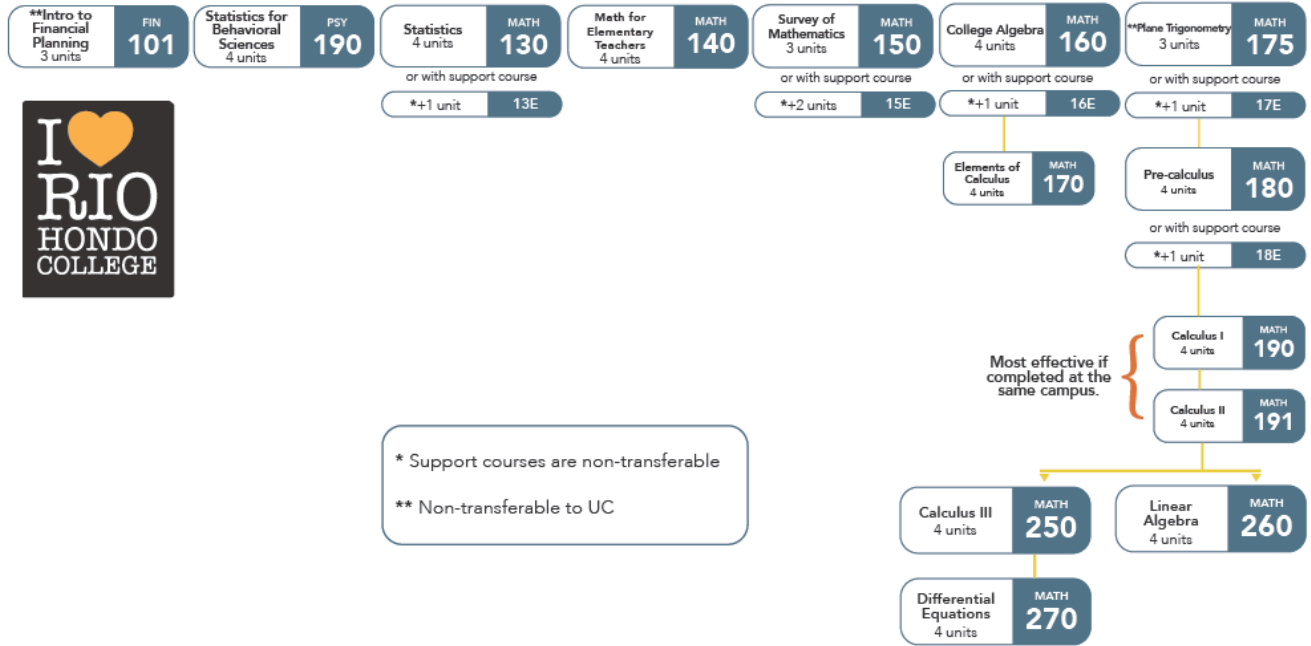 **Intro to
Financial
Planning
3 units
FIN
101
Statistics for
Behavioral
Sciences
4 units
PSY
190
Statistics
4 units
MATH
130
or with support course
*+1 unit
13E
Math for
Elementary
Teachers
4 units
MATH
140
Survey of
Mathematics
3 units
MATH
150
or with support course
*+2 units
15E
College Algebra
4 units
MATH
160
or with support course
*+1 unit
16E
Elements of
Calculus
4 units
MATH
170
**Plane Trigonometry
3 units
MATH
175
or with support course
*+1 unit
17E
Pre-calculus
4 units
MATH
180
or with support course
*+1 unit
18E
I
RIO
HONDO
COLLEGE
Calculus I
4 units
MATH
190
Most effective if
completed at the
same campus.
Calculus II
4 units
MATH
191
* Support courses are non-transferable
** Non-transferable to UC
Calculus III
4 units
MATH
250
Linear
Algebra
4 units
MATH
260
Differential
Equations
4 units
MATH
270